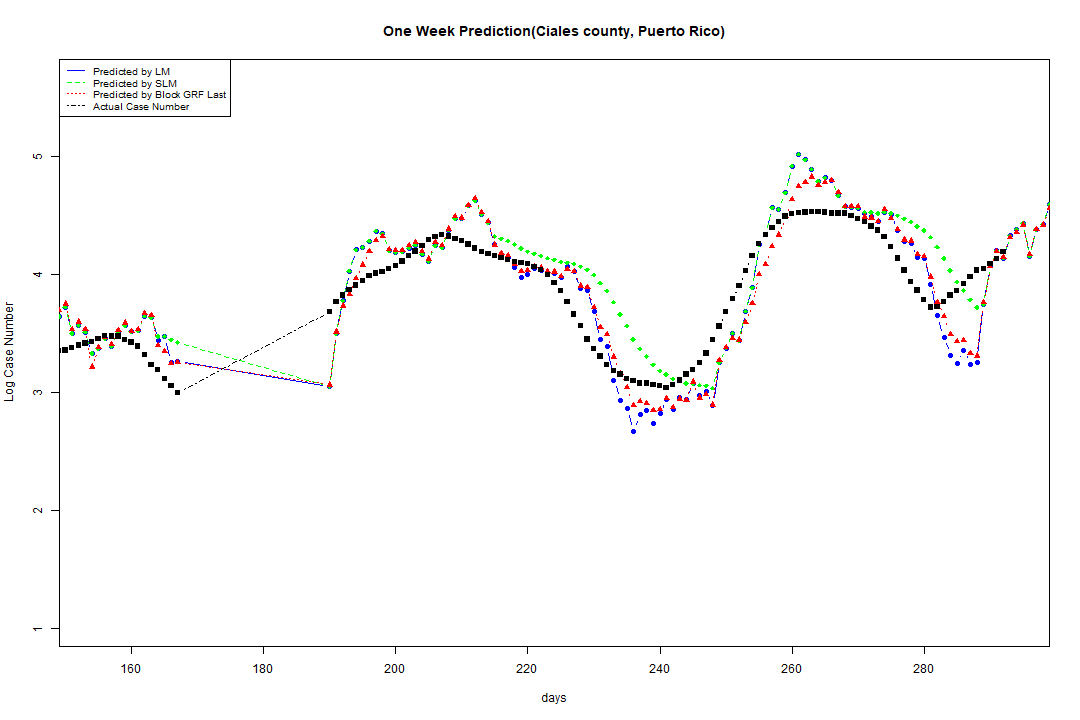 One Week Prediction(Ciales county, Puerto Rico)
Predicted by LM
Predicted by SLM
Predicted by Block GRF Last
Actual Case Number
5
4
3
2
1
Log Case Number
160 180 200 220 240 260 280
days